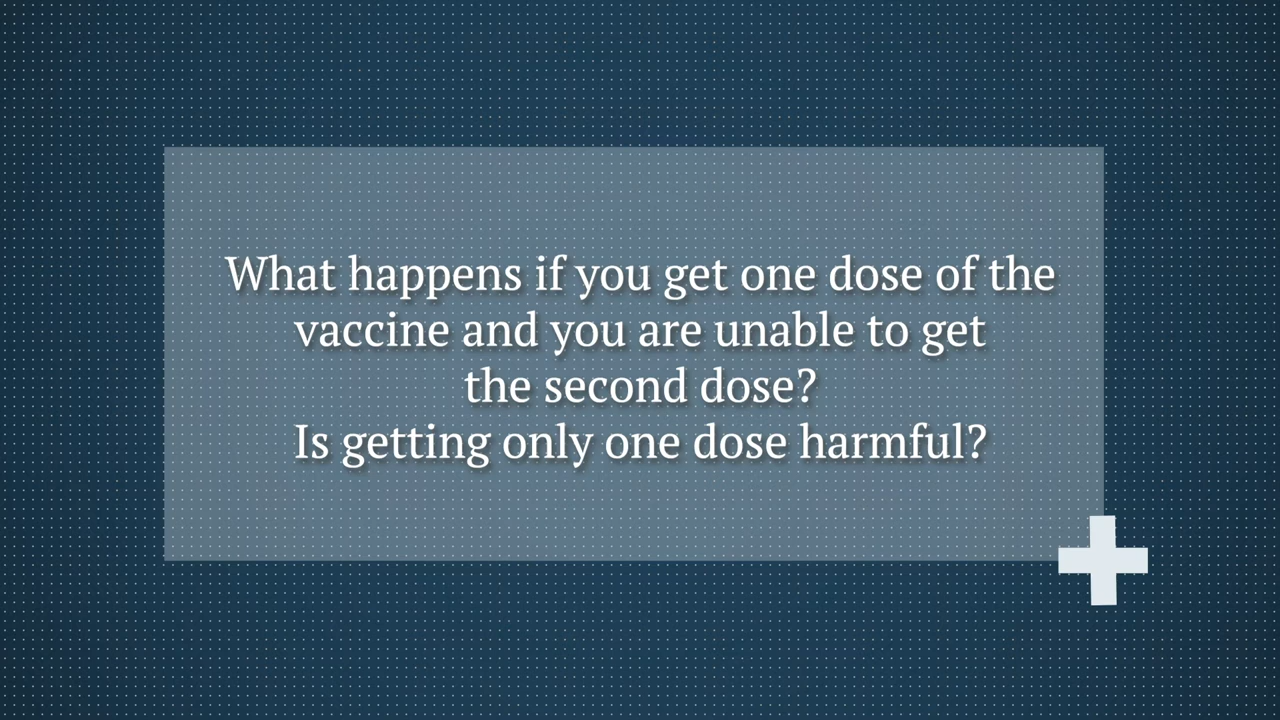 What happens if you get one dose of the
vaccine and you are unable to get
the second dose?
Is getting only one dose harmful?